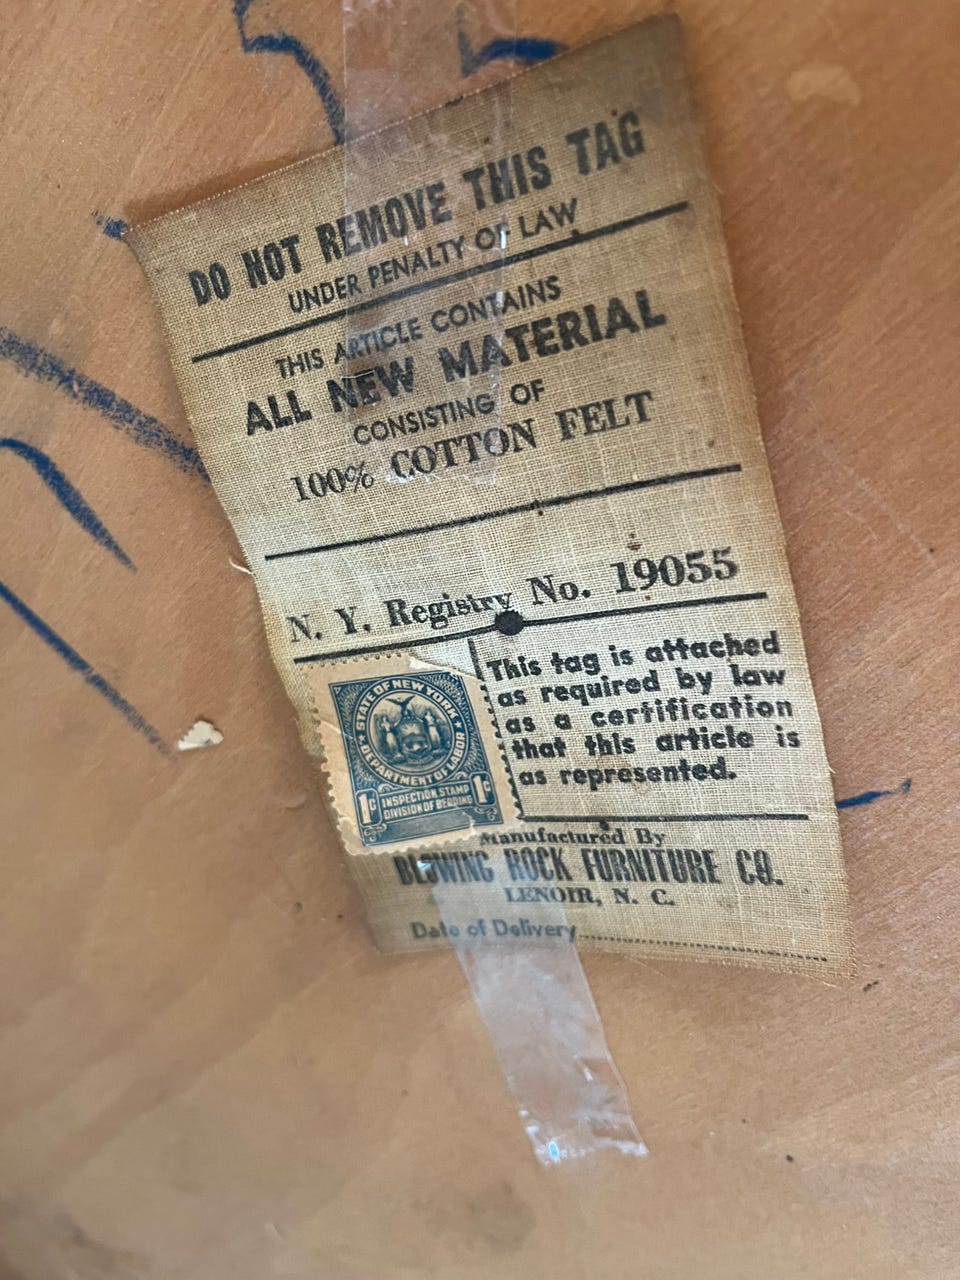 DO NOT REMOVE THIS TAG
UNDER PENALTY OF LAW
THIS ARTICLE CONTAINS
ALL NEW MATERIAL
CONSISTING OF
100% COTTON FELT
N. Y. Registry No. 19055
STATE OF NEW YORK
DEPARTMENT OF LABOR
1c INSPECTION STAMP 1c
DIVISION OF BEDDING
This tag is attached
as required by law
as a certification
that this article is
as represented.
Manufactured By
BLOWING ROCK FURNITURE CO.
LENOIR, N. C.
Date of Delivery